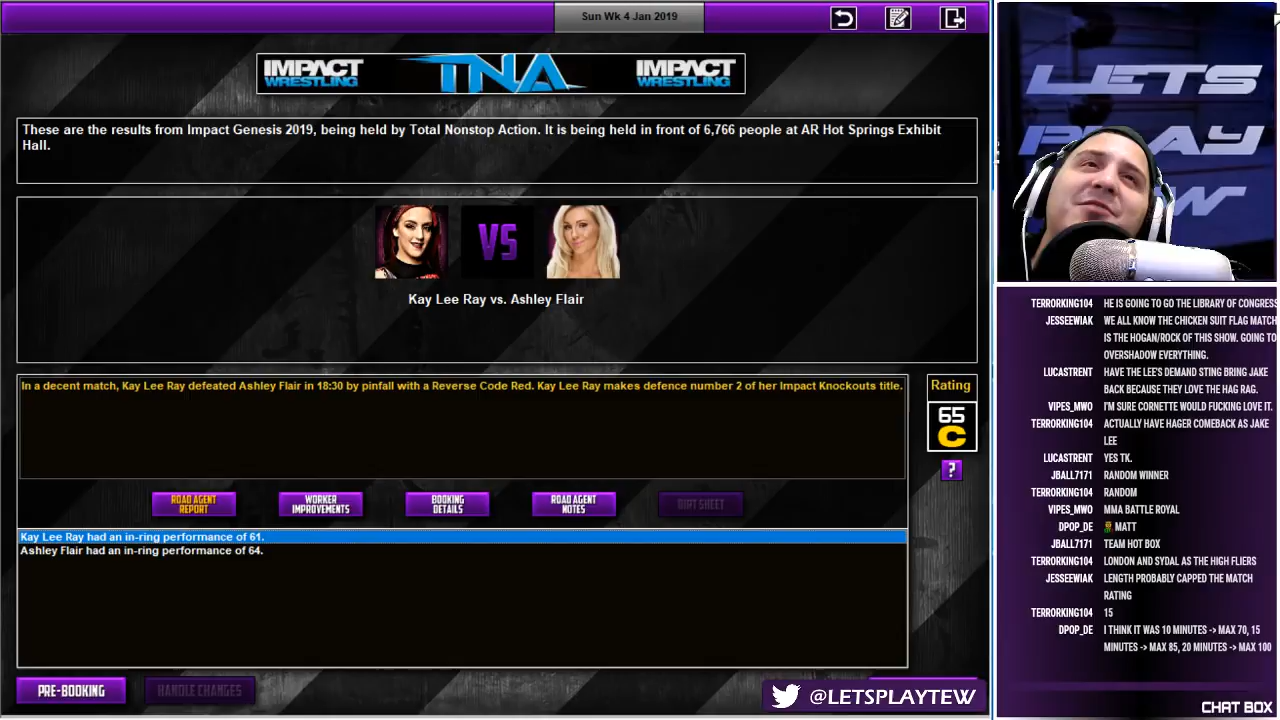 Sun Wk 4 Jan 2019
IMPACT WRESTLING
TNA
IMPACT WRESTLING
These are the results from Impact Genesis 2019, being held by Total Nonstop Action. It is being held in front of 6,766 people at AR Hot Springs Exhibit
Hall.
VS
Kay Lee Ray vs. Ashley Flair
In a decent match, Kay Lee Ray defeated Ashley Flair in 18:30 by pinfall with a Reverse Code Red. Kay Lee Ray makes defence number 2 of her Impact Knockouts title.
Rating
65
C
?
ROAD AGENT REPORT
WORKER IMPROVEMENTS
BOOKING DETAILS
ROAD AGENT NOTES
DIRT SHEET
Kay Lee Ray had an in-ring performance of 61.
Ashley Flair had an in-ring performance of 64.
PRE-BOOKING
HANDLE CHANGES
@LETSPLAYTEW
LETS
PLAY
TERRORKING104 HE IS GOING TO GO THE LIBRARY OF CONGRESS
JESSEEWIAK WE ALL KNOW THE CHICKEN SUIT FLAG MATCH
IS THE HOGAN/ROCK OF THIS SHOW. GOING TO
OVERSHADOW EVERYTHING.
LUCASTRENT HAVE THE LEE'S DEMAND STING BRING JAKE
BACK BECAUSE THEY LOVE THE HAG RAG.
VIPES_MWO I'M SURE CORNETTE WOULD FUCKING LOVE IT.
TERRORKING104 ACTUALLY HAVE HAGER COMEBACK AS JAKE
LEE
LUCASTRENT YES TK.
JBALL7171 RANDOM WINNER
TERRORKING104 RANDOM
VIPES_MWO MMA BATTLE ROYAL
DPOP_DE MATT
JBALL7171 TEAM HOT BOX
TERRORKING104 LONDON AND SYDAL AS THE HIGH FLIERS
JESSEEWIAK LENGTH PROBABLY CAPPED THE MATCH
RATING
TERRORKING104 15
DPOP_DE I THINK IT WAS 10 MINUTES -> MAX 70, 15
MINUTES -> MAX 85, 20 MINUTES -> MAX 100
CHAT BOX